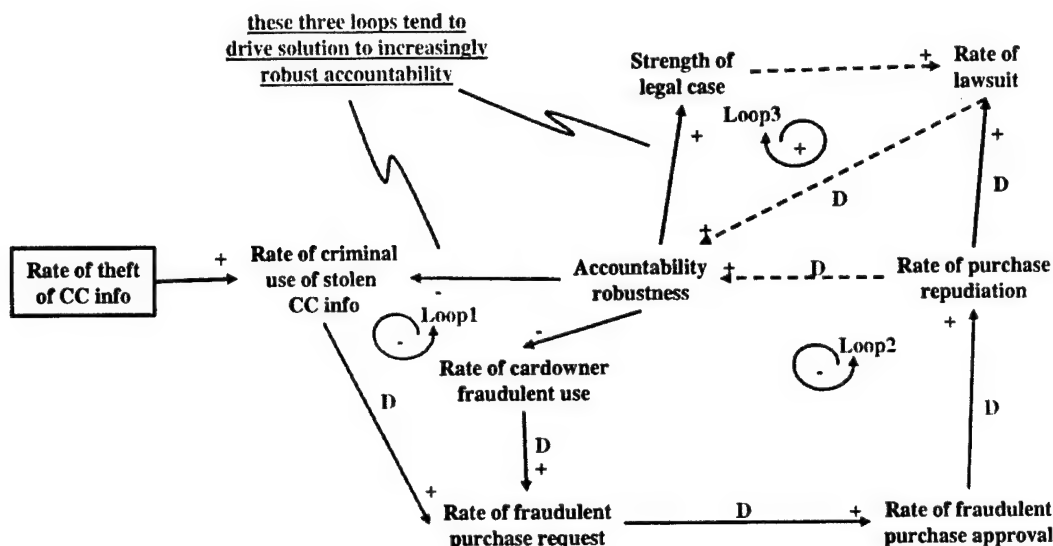 these three loops tend to
drive solution to increasingly
robust accountability
Strength of
legal case
+
Rate of
lawsuit
Loop3
+
+
+
D
D
Rate of theft
of CC info
+
Rate of criminal
use of stolen
CC info
-
Accountability
robustness
+
+
D
Rate of purchase
repudiation
Loop1
-
-
Rate of cardowner
fraudulent use
Loop2
-
+
D
D
+
D
+
Rate of fraudulent
purchase request
D
+
Rate of fraudulent
purchase approval